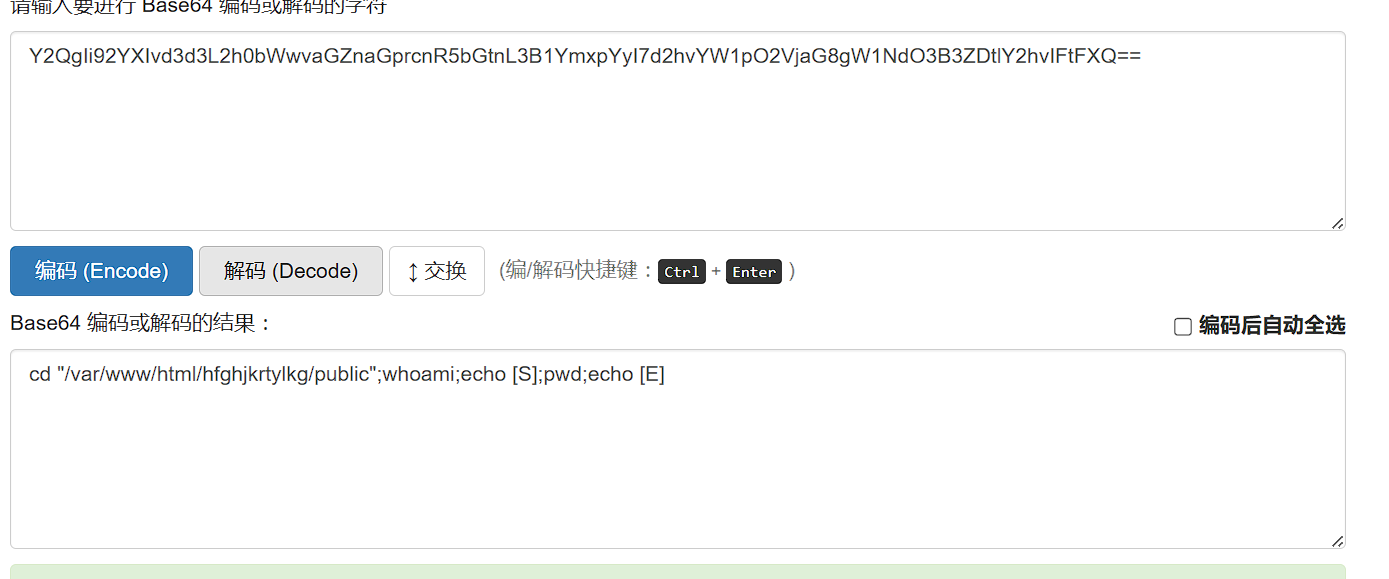 请输入要进行 Base64 编码或解码的字符
Y2QgIi92YXIvd3d3L2h0bWwvaGZnaGprcnR5bGtnL3B1YmxpYyI7d2hvYW1pO2VjaG8gW1NdO3B3ZDtlY2hvIFtFXQ==
编码 (Encode) 解码 (Decode) ↕ 交换 (编/解码快捷键：Ctrl + Enter )
Base64 编码或解码的结果： 编码后自动全选
cd "/var/www/html/hfghjkrtylkg/public";whoami;echo [S];pwd;echo [E]